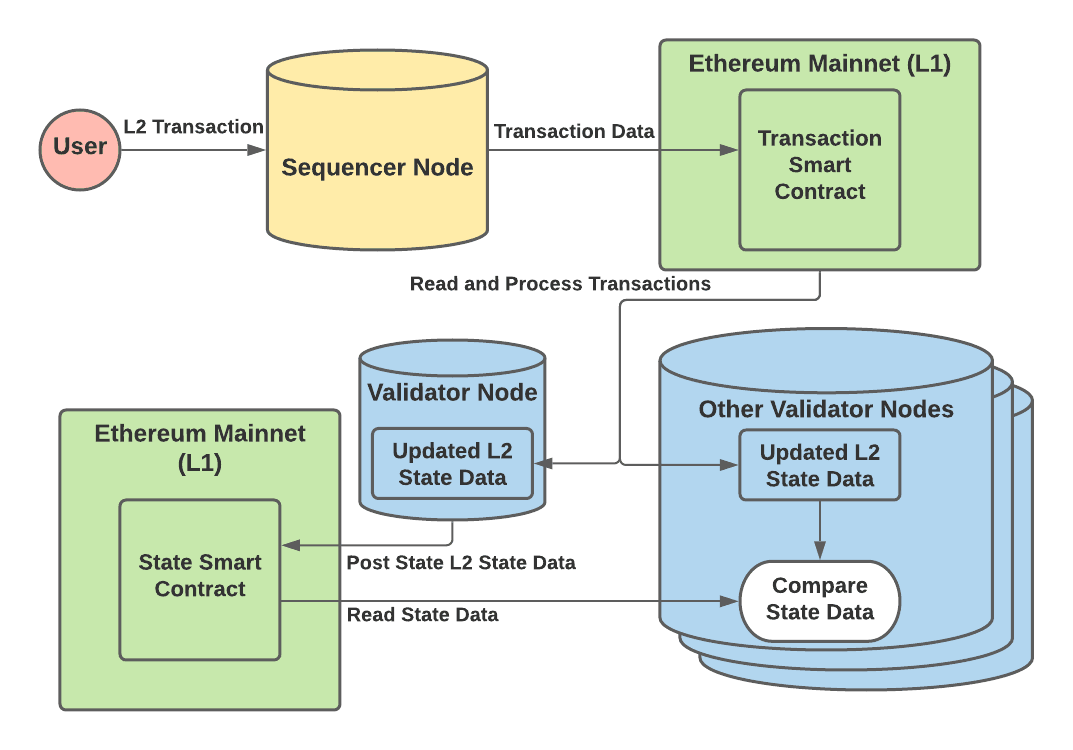 User
L2 Transaction
Sequencer Node
Transaction Data
Ethereum Mainnet (L1)
Transaction
Smart
Contract
Read and Process Transactions
Validator Node
Updated L2
State Data
Other Validator Nodes
Updated L2
State Data
Compare
State Data
Ethereum Mainnet
(L1)
State Smart
Contract
Post State L2 State Data
Read State Data